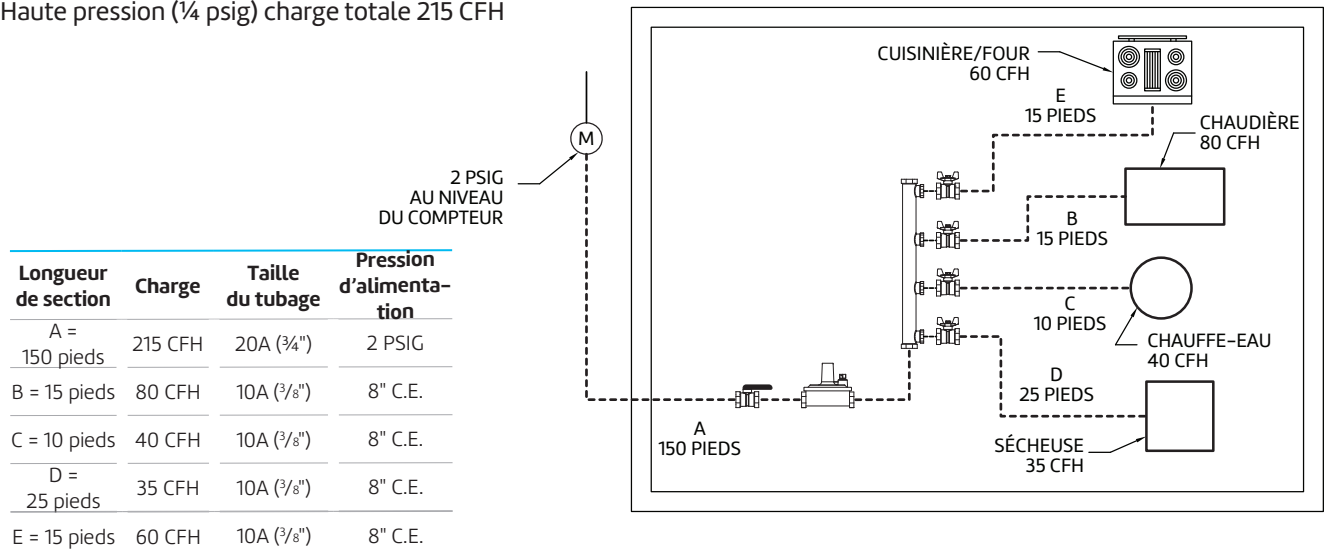 Haute pression (¼ psig) charge totale 215 CFH
M
2 PSIG
AU NIVEAU
DU COMPTEUR
CUISINIÈRE/FOUR
60 CFH
E
15 PIEDS
CHAUDIÈRE
80 CFH
B
15 PIEDS
C
10 PIEDS
CHAUFFE-EAU
40 CFH
D
25 PIEDS
SÉCHEUSE
35 CFH
A
150 PIEDS
Longueur
de section
Charge
Taille
du tubage
Pression
d'alimenta-
tion
A =
150 pieds
215 CFH
20A (¾")
2 PSIG
B = 15 pieds 80 CFH 10A (³/₈") 8" C.E.
C = 10 pieds 40 CFH 10A (³/₈") 8" C.E.
D =
25 pieds
35 CFH
10A (³/₈")
8" C.E.
E = 15 pieds 60 CFH 10A (³/₈") 8" C.E.